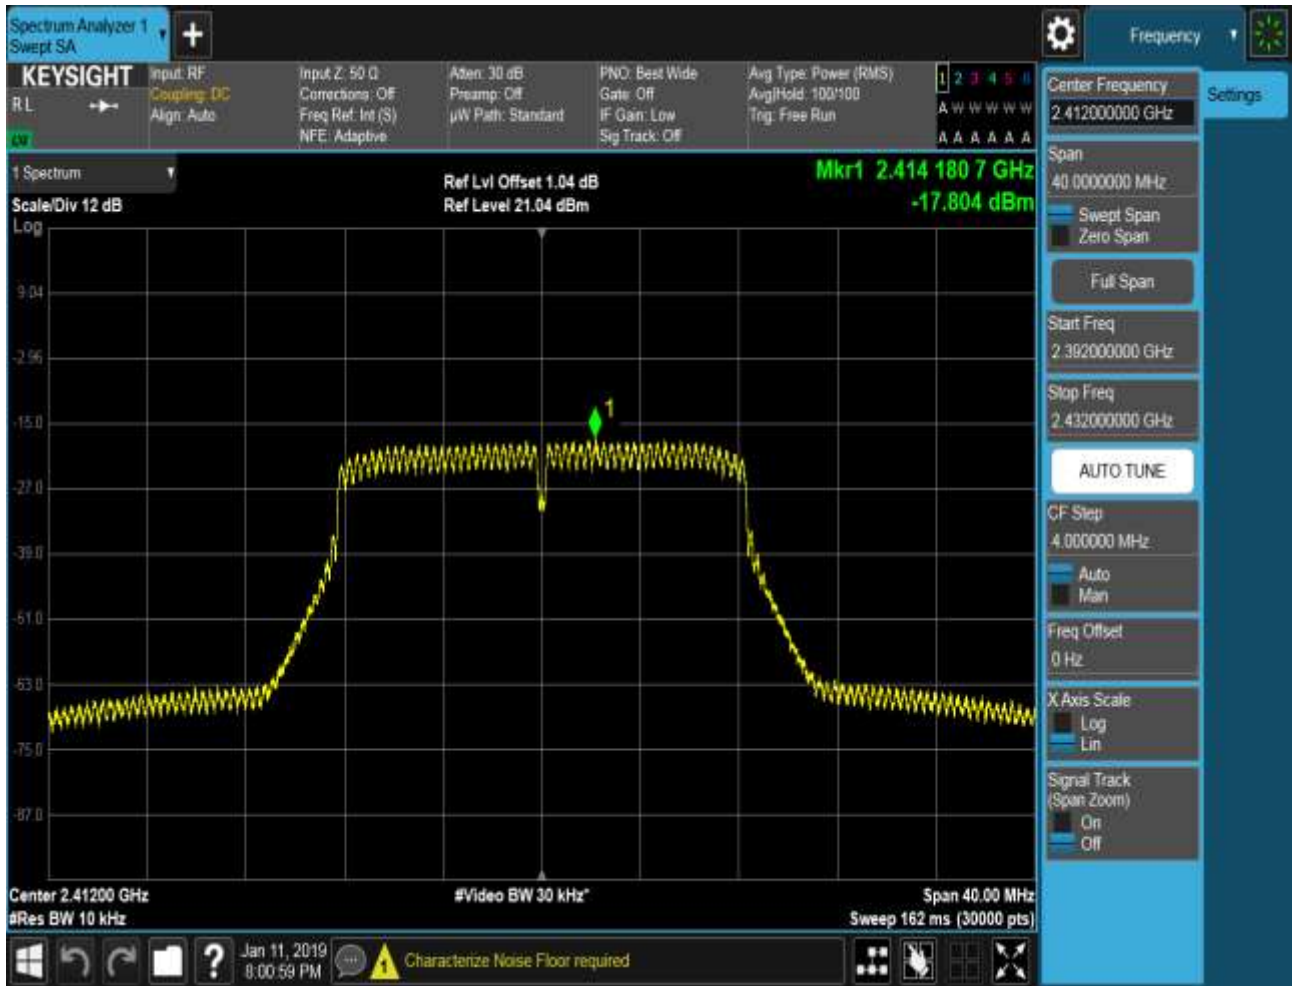 Spectrum Analyzer 1
Swept SA
+
Frequency
KEYSIGHT
R L
Input: RF
Coupling: DC
Align: Auto
Input Z: 50 Ω
Corrections: Off
Freq Ref: Int (S)
NFE: Adaptive
Atten: 30 dB
Preamp: Off
µW Path: Standard
PNO: Best Wide
Gate: Off
IF Gain: Low
Sig Track: Off
Avg Type: Power (RMS)
Avg|Hold: 100/100
Trig: Free Run
1 2 3 4 5 6
A W W W W W
A A A A A A
1 Spectrum
Scale/Div 12 dB
Log
Ref Lvl Offset 1.04 dB
Ref Level 21.04 dBm
Mkr1 2.414 180 7 GHz
-17.804 dBm
9.04
-2.96
-15.0
-27.0
-39.0
-51.0
-63.0
-75.0
-87.0
1
Center 2.41200 GHz
#Res BW 10 kHz
#Video BW 30 kHz*
Span 40.00 MHz
Sweep 162 ms (30000 pts)
Center Frequency
2.412000000 GHz
Settings
Span
40.0000000 MHz
Swept Span
Zero Span
Full Span
Start Freq
2.392000000 GHz
Stop Freq
2.432000000 GHz
AUTO TUNE
CF Step
4.000000 MHz
Auto
Man
Freq Offset
0 Hz
X Axis Scale
Log
Lin
Signal Track
(Span Zoom)
On
Off
?
Jan 11, 2019
8:00:59 PM
1
Characterize Noise Floor required